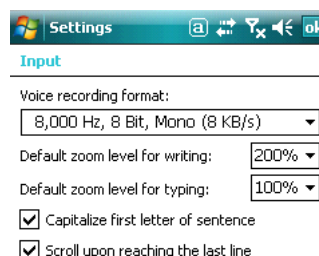 Settings a ok
Input
Voice recording format:
8,000 Hz, 8 Bit, Mono (8 KB/s)
Default zoom level for writing: 200%
Default zoom level for typing: 100%
Capitalize first letter of sentence
Scroll upon reaching the last line